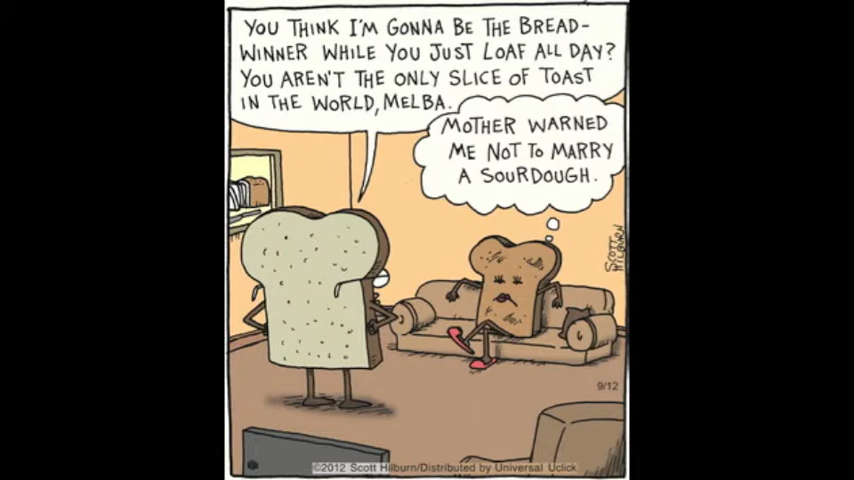 YOU THINK I'M GONNA BE THE BREAD-
WINNER WHILE YOU JUST LOAF ALL DAY?
YOU AREN'T THE ONLY SLICE OF TOAST
IN THE WORLD, MELBA.
MOTHER WARNED
ME NOT TO MARRY
A SOURDOUGH.
SCOTT
HILBURN
9/12
©2012 Scott Hilburn/Distributed by Universal Uclick